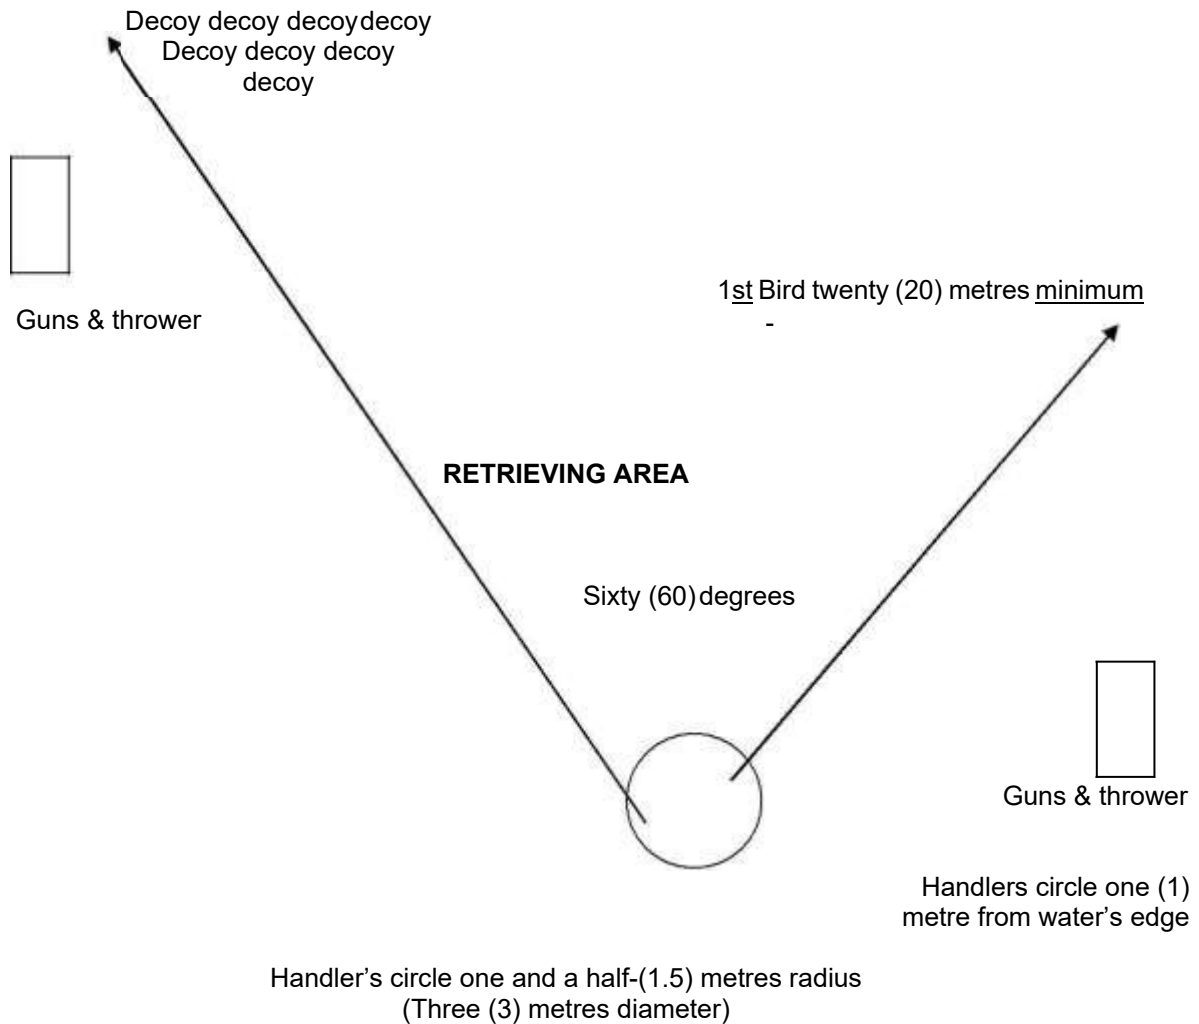 Decoy decoy decoydecoy
Decoy decoy decoy
decoy
1st Bird twenty (20) metres minimum
-
Guns & thrower
RETRIEVING AREA
Sixty (60) degrees
Guns & thrower
Handlers circle one (1)
metre from water's edge
Handler's circle one and a half-(1.5) metres radius
(Three (3) metres diameter)